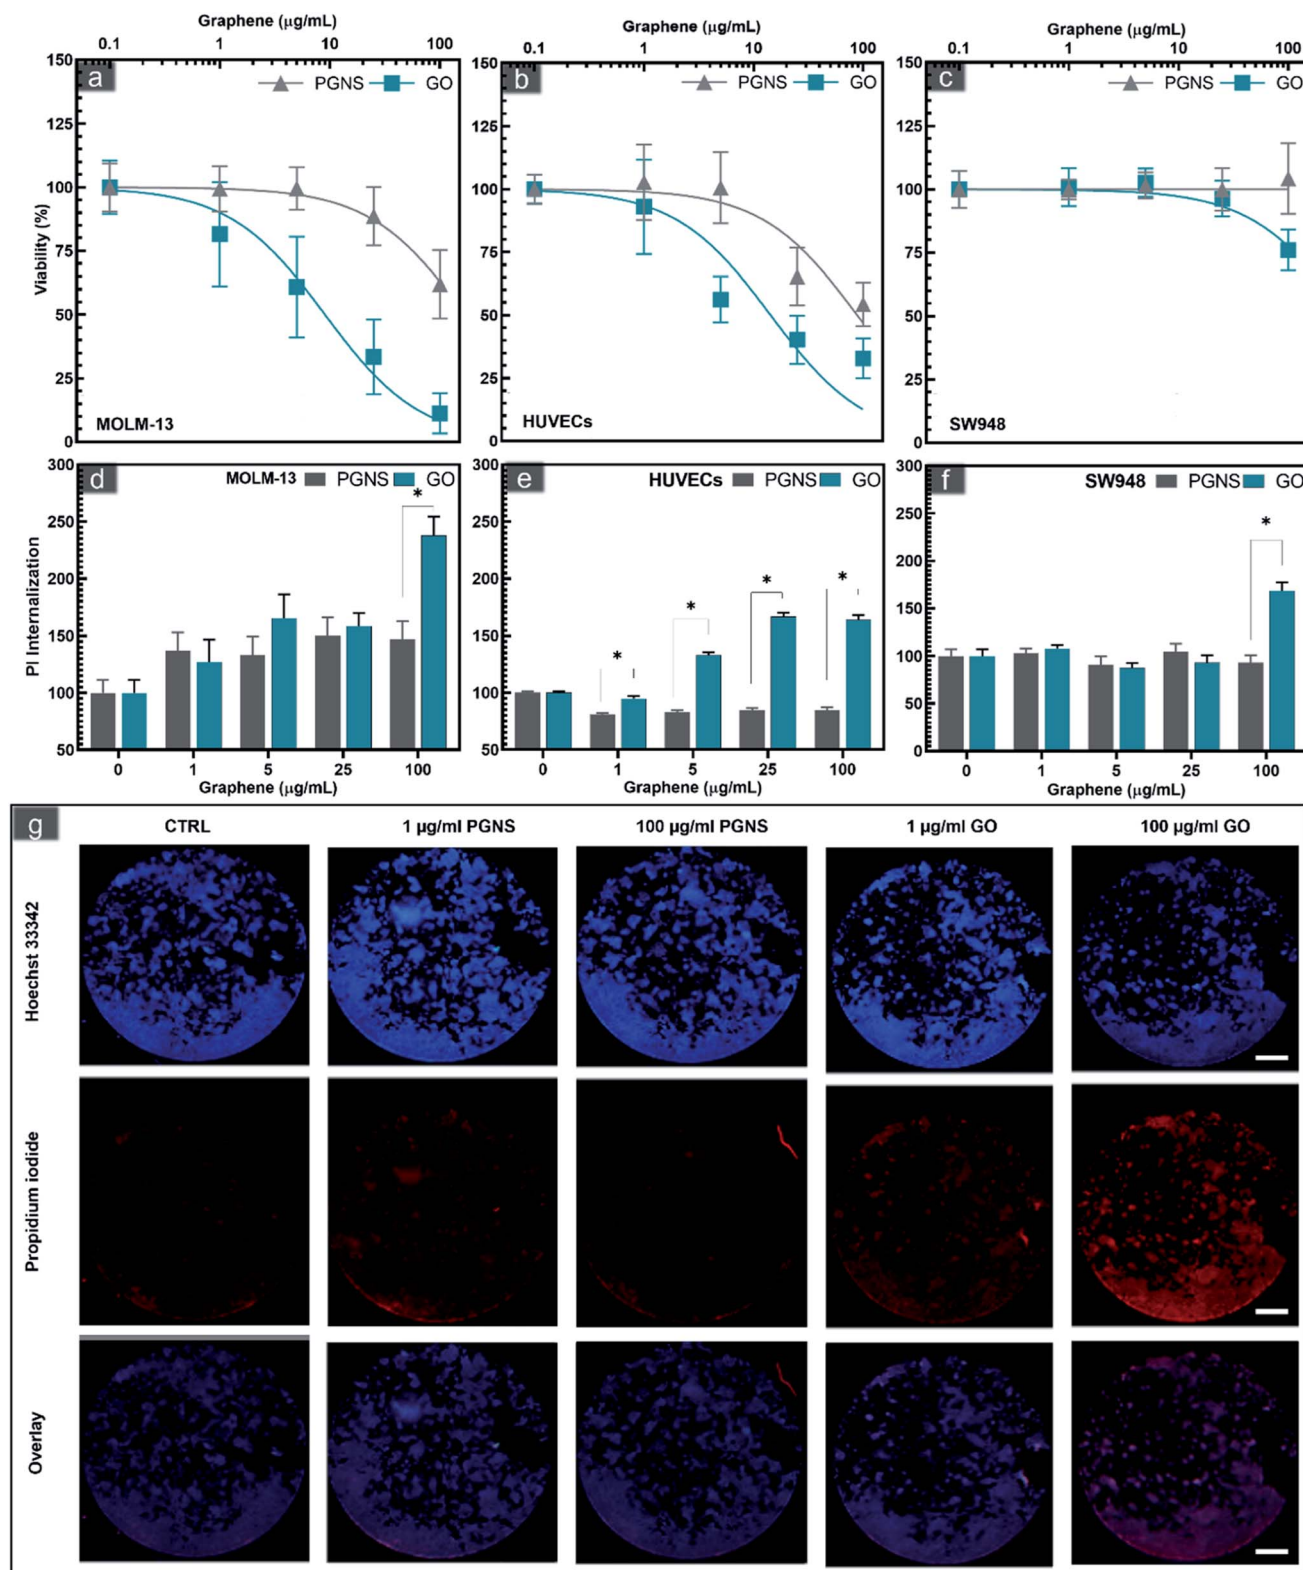 Graphene (μg/mL) Graphene (μg/mL) Graphene (μg/mL)
0.1 1 10 100 0.1 1 10 100 0.1 1 10 100
a PGNS GO b PGNS GO c PGNS GO
Viability (%)
150 125 100 75 50 25 0
150 125 100 75 50 25 0
150 125 100 75 50 25 0
MOLM-13 HUVECs SW948
d MOLM-13 PGNS GO e HUVECs PGNS GO f SW948 PGNS GO
PI Internalization
300 250 200 150 100 50
300 250 200 150 100 50
300 250 200 150 100 50 0
* * * * * *
0 1 5 25 100 0 1 5 25 100 0 1 5 25 100
Graphene (μg/mL) Graphene (μg/mL) Graphene (μg/mL)
g CTRL 1 μg/ml PGNS 100 μg/ml PGNS 1 μg/ml GO 100 μg/ml GO
Hoechst 33342
Propidium iodide
Overlay